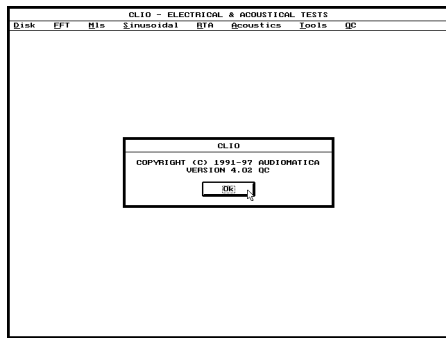 CLIO - ELECTRICAL & ACOUSTICAL TESTS
Disk FFT Mls Sinusoidal RTA Acoustics Tools QC
CLIO
COPYRIGHT (C) 1991-97 AUDIOMATICA
VERSION 4.02 QC
Ok